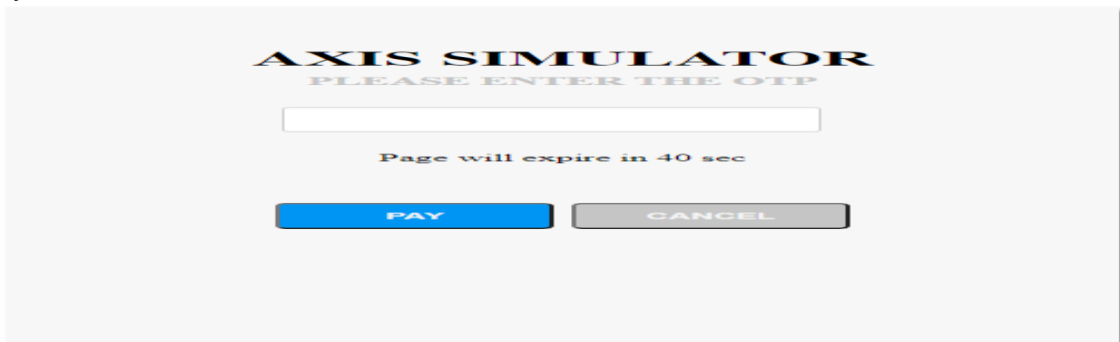 AXIS SIMULATOR
PLEASE ENTER THE OTP
Page will expire in 40 sec
PAY CANCEL